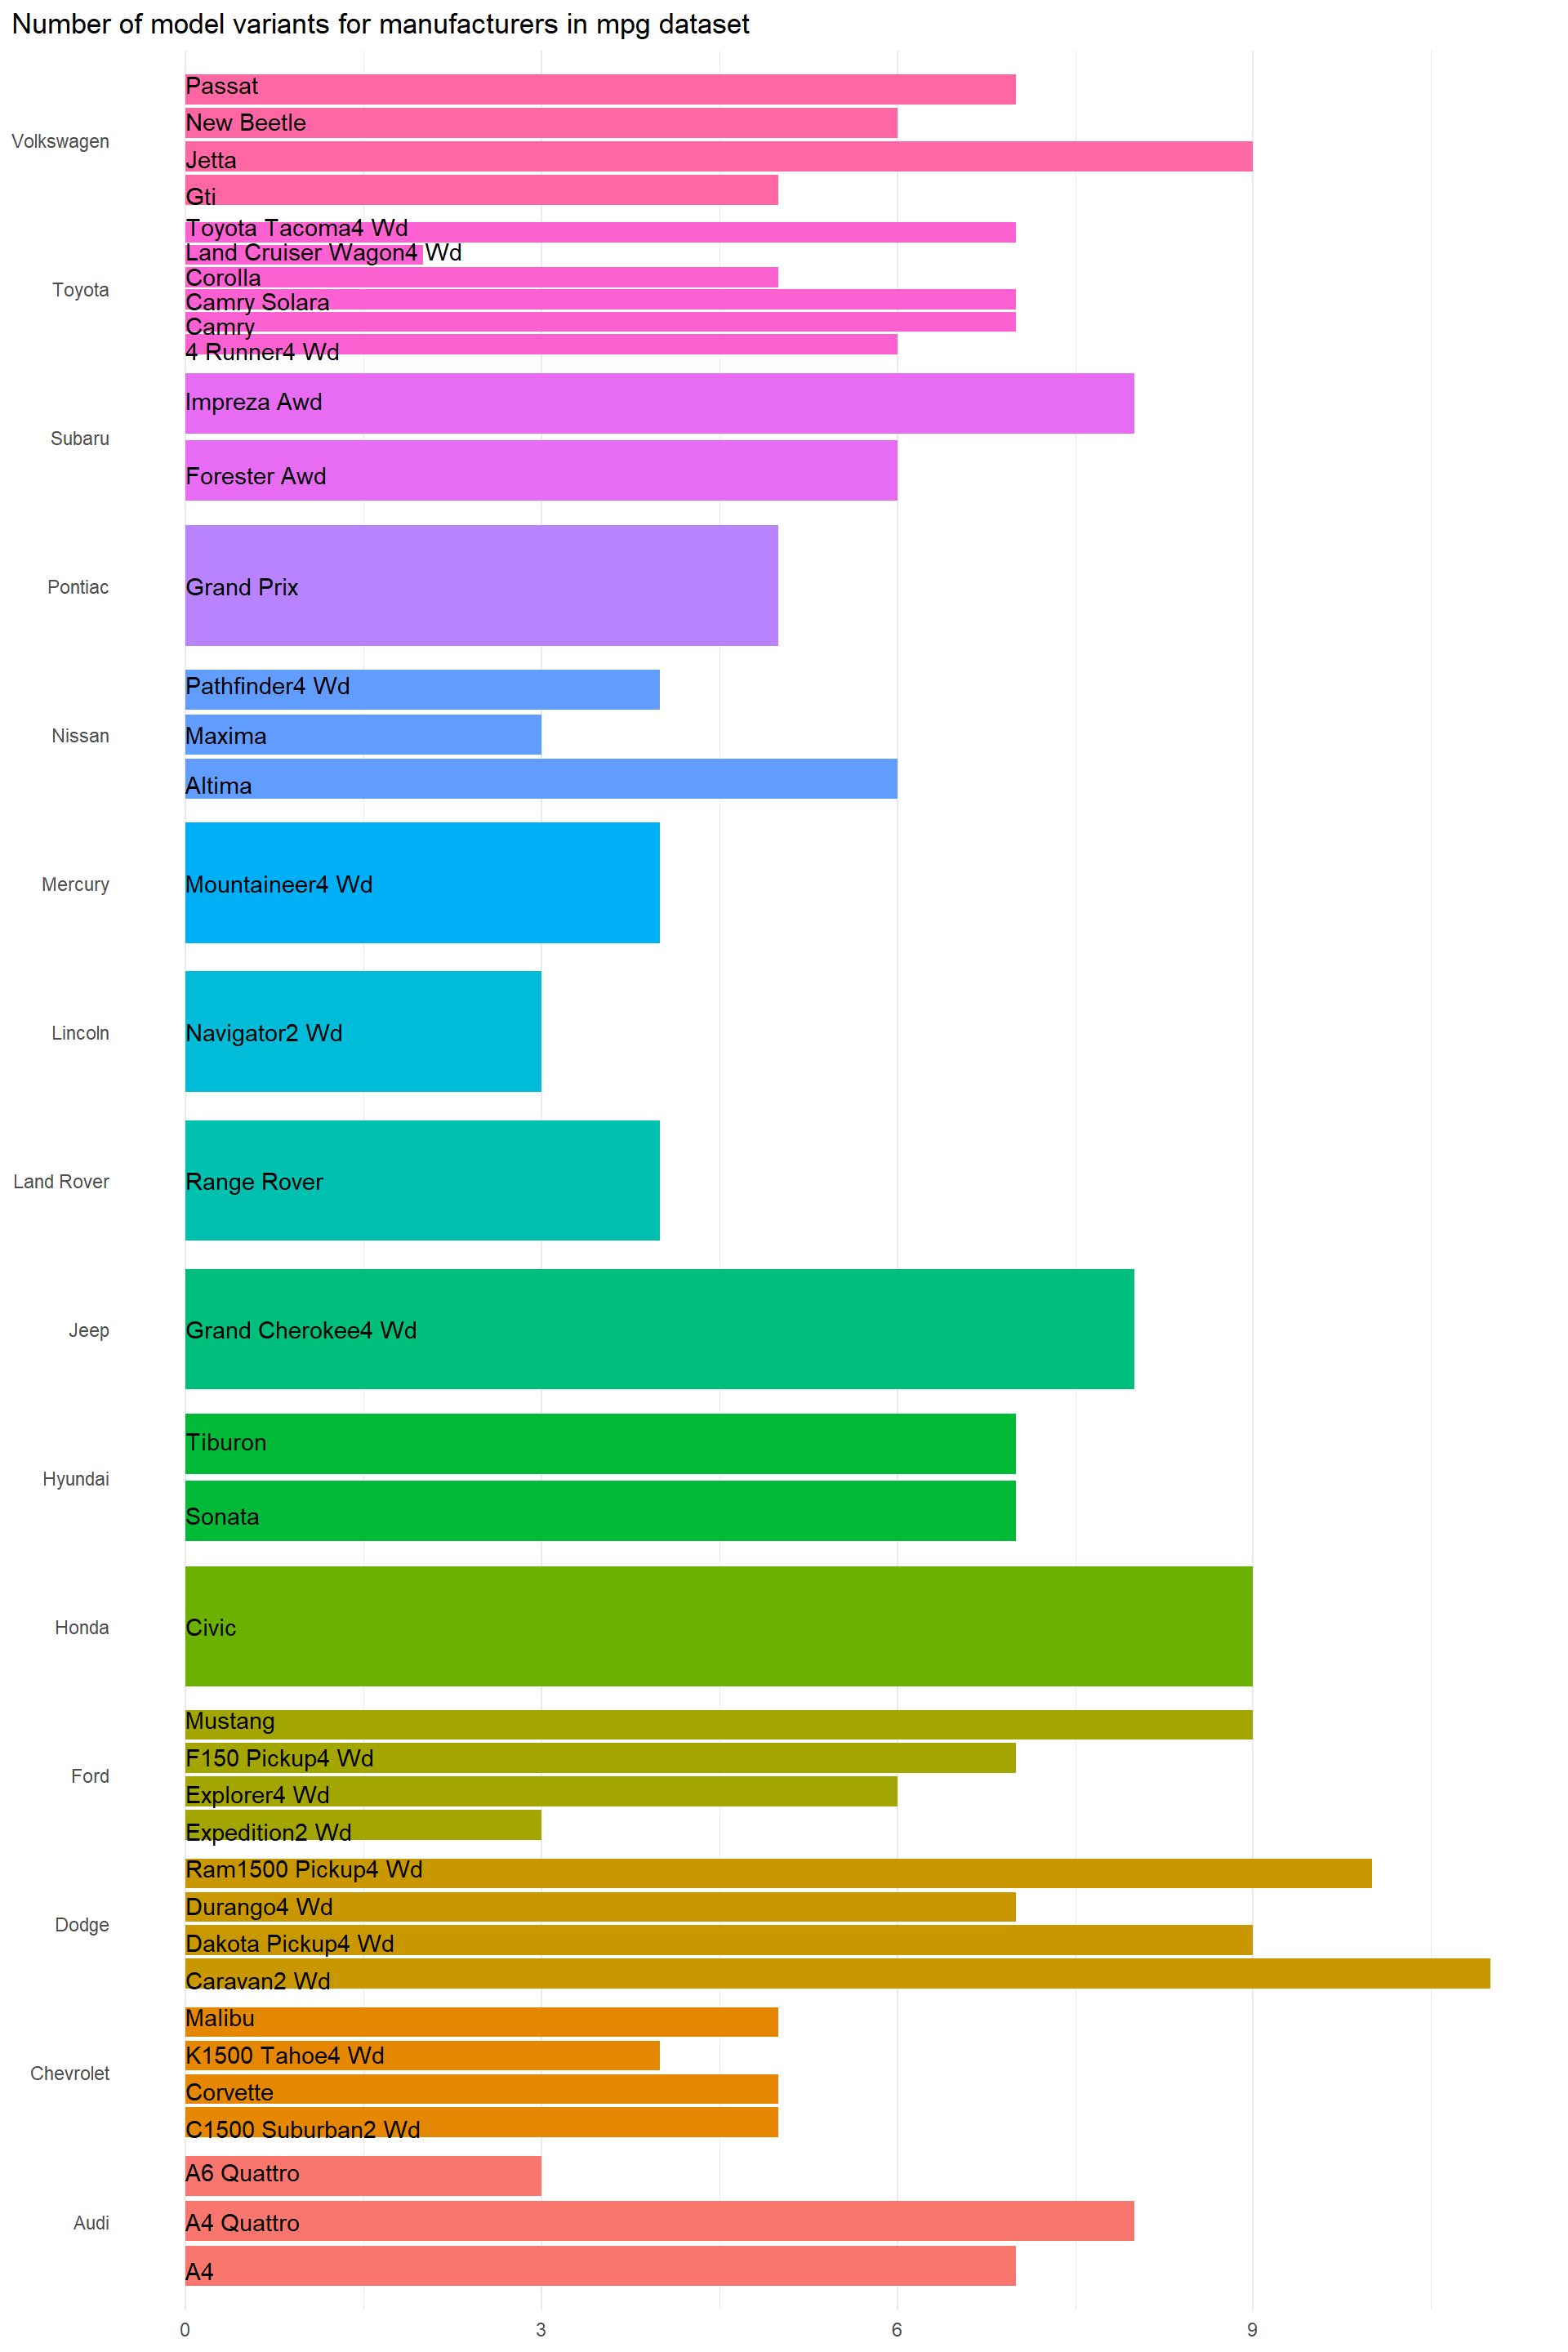 Number of model variants for manufacturers in mpg dataset
Passat
New Beetle
Volkswagen
Jetta
Gti
Toyota Tacoma4 Wd
Land Cruiser Wagon4 Wd
Corolla
Toyota
Camry Solara
Camry
4 Runner4 Wd
Impreza Awd
Subaru
Forester Awd
Pontiac
Grand Prix
Pathfinder4 Wd
Nissan
Maxima
Altima
Mercury
Mountaineer4 Wd
Lincoln
Navigator2 Wd
Land Rover
Range Rover
Jeep
Grand Cherokee4 Wd
Tiburon
Hyundai
Sonata
Honda
Civic
Mustang
F150 Pickup4 Wd
Ford
Explorer4 Wd
Expedition2 Wd
Ram1500 Pickup4 Wd
Durango4 Wd
Dodge
Dakota Pickup4 Wd
Caravan2 Wd
Malibu
K1500 Tahoe4 Wd
Chevrolet
Corvette
C1500 Suburban2 Wd
A6 Quattro
Audi
A4 Quattro
A4
0 3 6 9